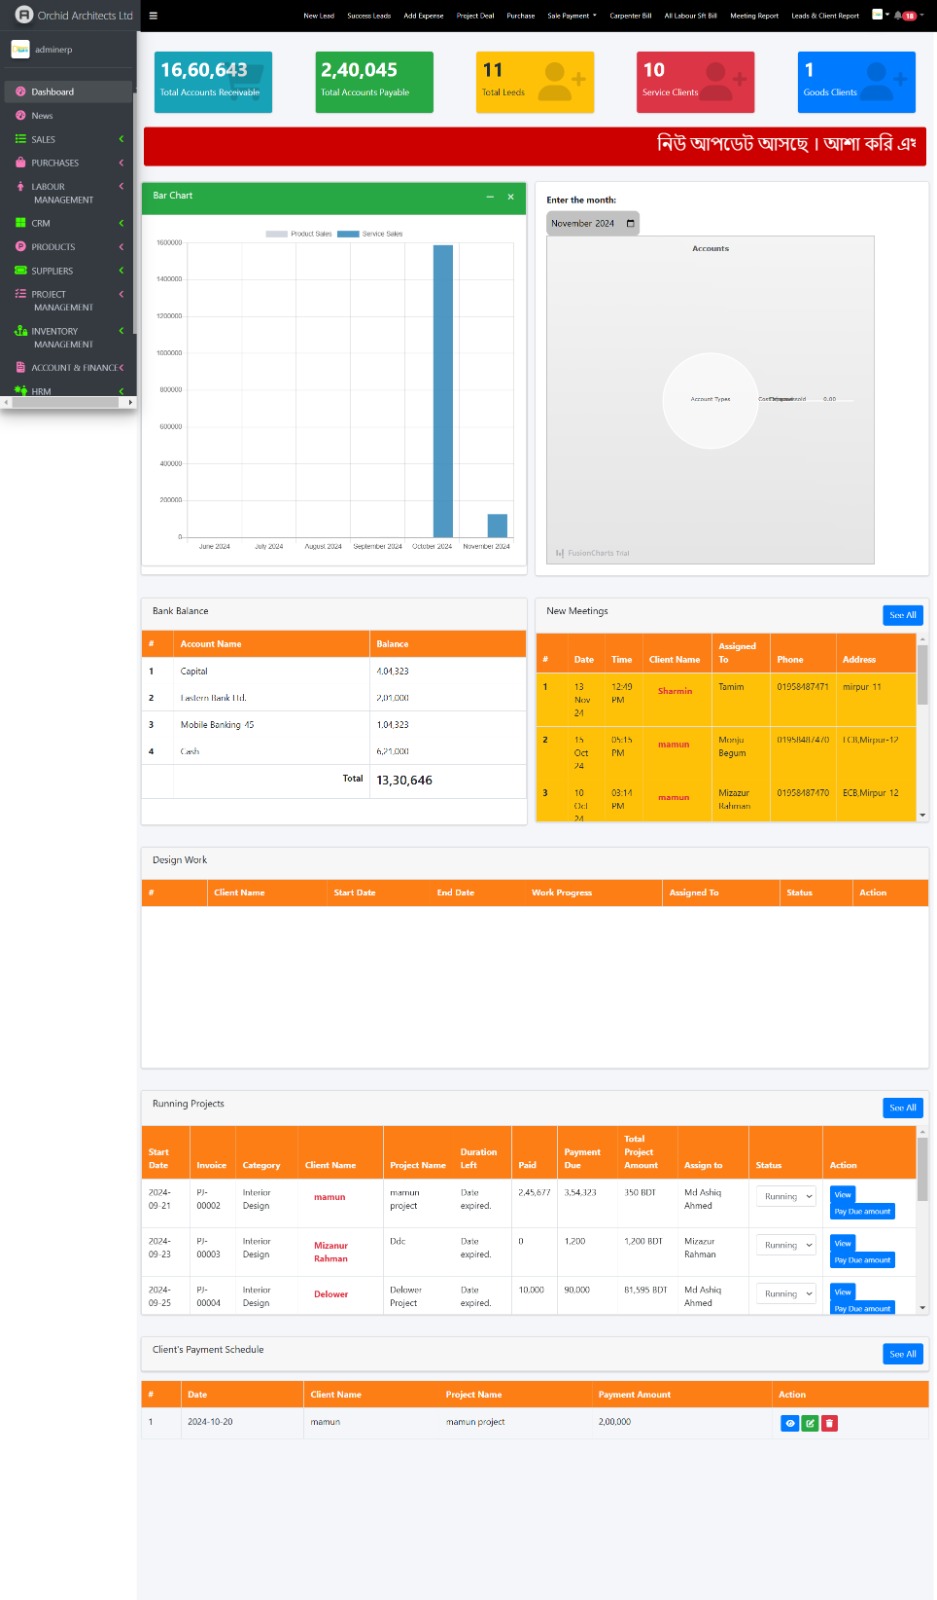 Orchid Architects Ltd
New Lead Success Leads Add Expense Project Deal Purchase Sale Payment Carpenter Bill All Labour Sft Bill Meeting Report Leads & Client Report 18
adminerp
Dashboard
News
SALES
PURCHASES
LABOUR
MANAGEMENT
CRM
PRODUCTS
SUPPLIERS
PROJECT
MANAGEMENT
INVENTORY
MANAGEMENT
ACCOUNT & FINANCE
HRM
16,60,643
Total Accounts Receivable
2,40,045
Total Accounts Payable
11
Total Leeds
10
Service Clients
1
Goods Clients
নিউ আপডেট আসছে । আশা করি
Bar Chart
Product Sales Service Sales
1600000
1400000
1200000
1000000
800000
600000
400000
200000
0
June 2024 July 2024 August 2024 September 2024 October 2024 November 2024
Enter the month:
November 2024
Accounts
Account Types
0.00
FusionCharts Trial
Bank Balance
# Account Name Balance
1 Capital 4,04,323
2 Eastern Bank Ltd. 2,01,000
3 Mobile Banking 45 1,04,323
4 Cash 6,21,000
Total 13,30,646
New Meetings
See All
# Date Time Client Name Assigned To Phone Address
1 13 Nov 24 12:49 PM Sharmin Tamim 01958487471 mirpur 11
2 15 Oct 24 05:15 PM mamun Monju Begum 01958487470 ECB,Mirpur-12
3 10 Oct 24 03:14 PM mamun Mizazur Rahman 01958487470 ECB,Mirpur 12
Design Work
# Client Name Start Date End Date Work Progress Assigned To Status Action
Running Projects
See All
Start Date Invoice Category Client Name Project Name Duration Left Paid Payment Due Total Project Amount Assign to Status Action
2024-09-21 PJ-00002 Interior Design mamun mamun project Date expired. 2,45,677 3,54,323 350 BDT Md Ashiq Ahmed Running View Pay Due amount
2024-09-23 PJ-00003 Interior Design Mizanur Rahman Ddc Date expired. 0 1,200 1,200 BDT Mizazur Rahman Running View Pay Due amount
2024-09-25 PJ-00004 Interior Design Delower Delower Project Date expired. 10,000 90,000 81,595 BDT Md Ashiq Ahmed Running View Pay Due amount
Client's Payment Schedule
See All
# Date Client Name Project Name Payment Amount Action
1 2024-10-20 mamun mamun project 2,00,000